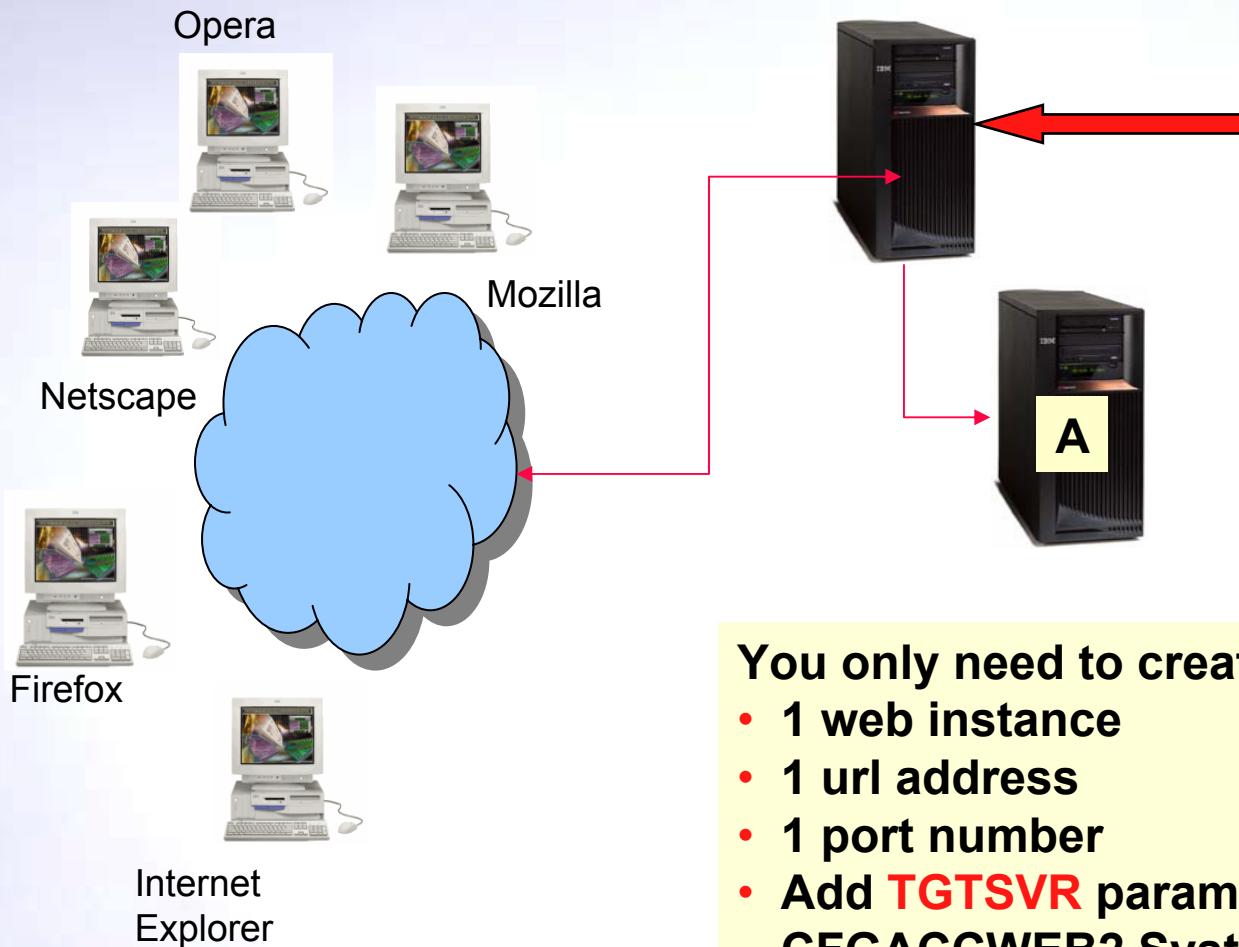 Opera
Mozilla
Netscape
A
Firefox
Internet
Explorer
You only need to creat
• 1 web instance
• 1 url address
• 1 port number
• Add TGTSVR param